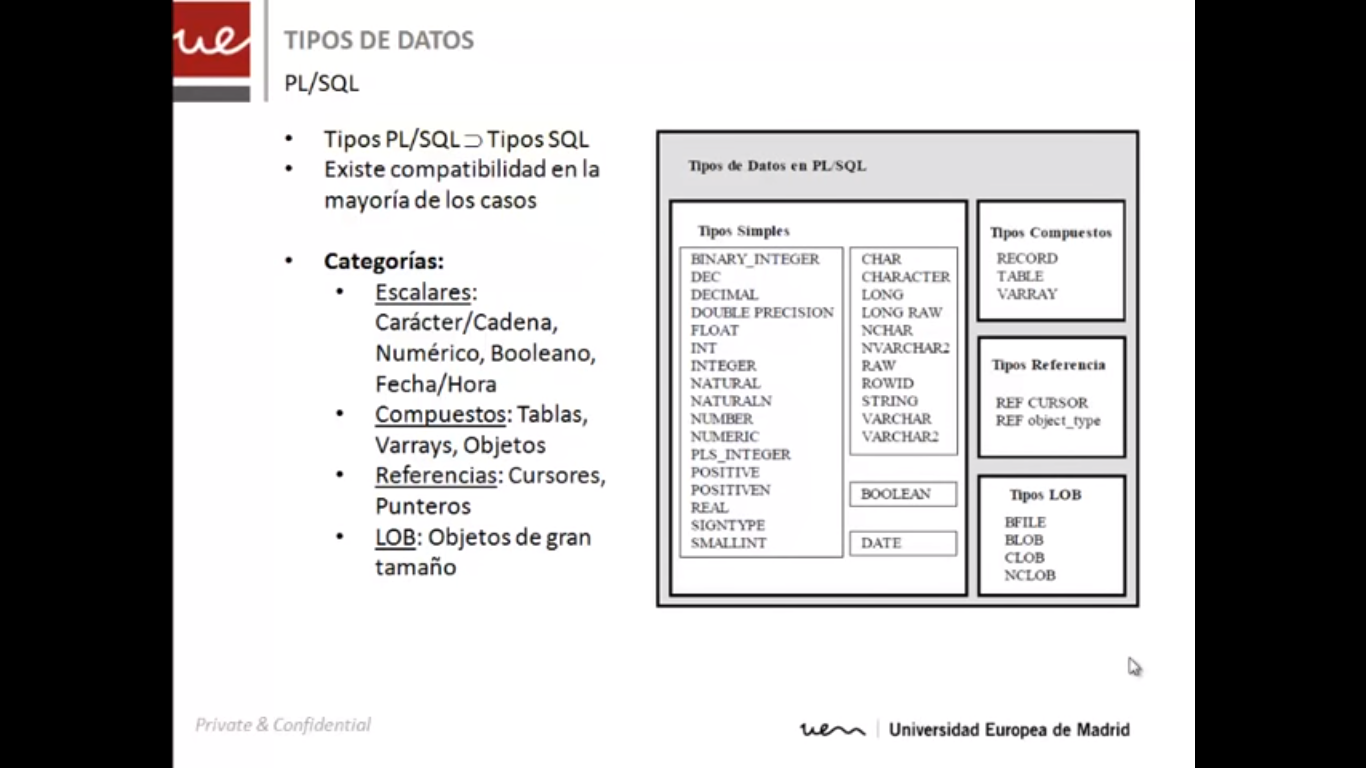 ue
TIPOS DE DATOS
PL/SQL
• Tipos PL/SQL ⊃ Tipos SQL
• Existe compatibilidad en la
mayoría de los casos
• Categorías:
• Escalares:
Carácter/Cadena,
Numérico, Booleano,
Fecha/Hora
• Compuestos: Tablas,
Varrays, Objetos
• Referencias: Cursores,
Punteros
• LOB: Objetos de gran
tamaño
Tipos de Datos en PL/SQL
Tipos Simples
BINARY_INTEGER
DEC
DECIMAL
DOUBLE PRECISION
FLOAT
INT
INTEGER
NATURAL
NATURALN
NUMBER
NUMERIC
PLS_INTEGER
POSITIVE
POSITIVEN
REAL
SIGNTYPE
SMALLINT
CHAR
CHARACTER
LONG
LONG RAW
NCHAR
NVARCHAR2
RAW
ROWID
STRING
VARCHAR
VARCHAR2
BOOLEAN
DATE
Tipos Compuestos
RECORD
TABLE
VARRAY
Tipos Referencia
REF CURSOR
REF object_type
Tipos LOB
BFILE
BLOB
CLOB
NCLOB
Private & Confidential
uem
Universidad Europea de Madrid